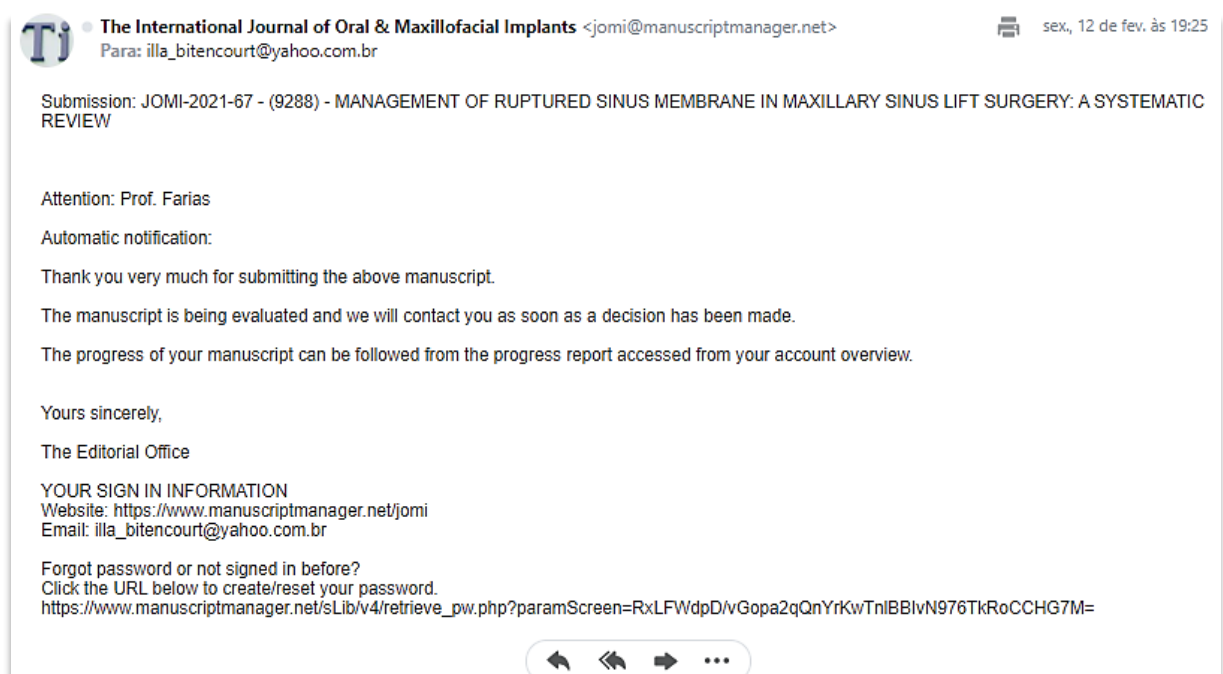 Tj
The International Journal of Oral & Maxillofacial Implants <jomi@manuscriptmanager.net>
sex., 12 de fev. às 19:25
Para: illa_bitencourt@yahoo.com.br
Submission: JOMI-2021-67 - (9288) - MANAGEMENT OF RUPTURED SINUS MEMBRANE IN MAXILLARY SINUS LIFT SURGERY: A SYSTEMATIC
REVIEW
Attention: Prof. Farias
Automatic notification:
Thank you very much for submitting the above manuscript.
The manuscript is being evaluated and we will contact you as soon as a decision has been made.
The progress of your manuscript can be followed from the progress report accessed from your account overview.
Yours sincerely,
The Editorial Office
YOUR SIGN IN INFORMATION
Website: https://www.manuscriptmanager.net/jomi
Email: illa_bitencourt@yahoo.com.br
Forgot password or not signed in before?
Click the URL below to create/reset your password.
https://www.manuscriptmanager.net/sLib/v4/retrieve_pw.php?paramScreen=RxLFWdpD/vGopa2qQnYrKwTnlBBIvN976TkRoCCHG7M=